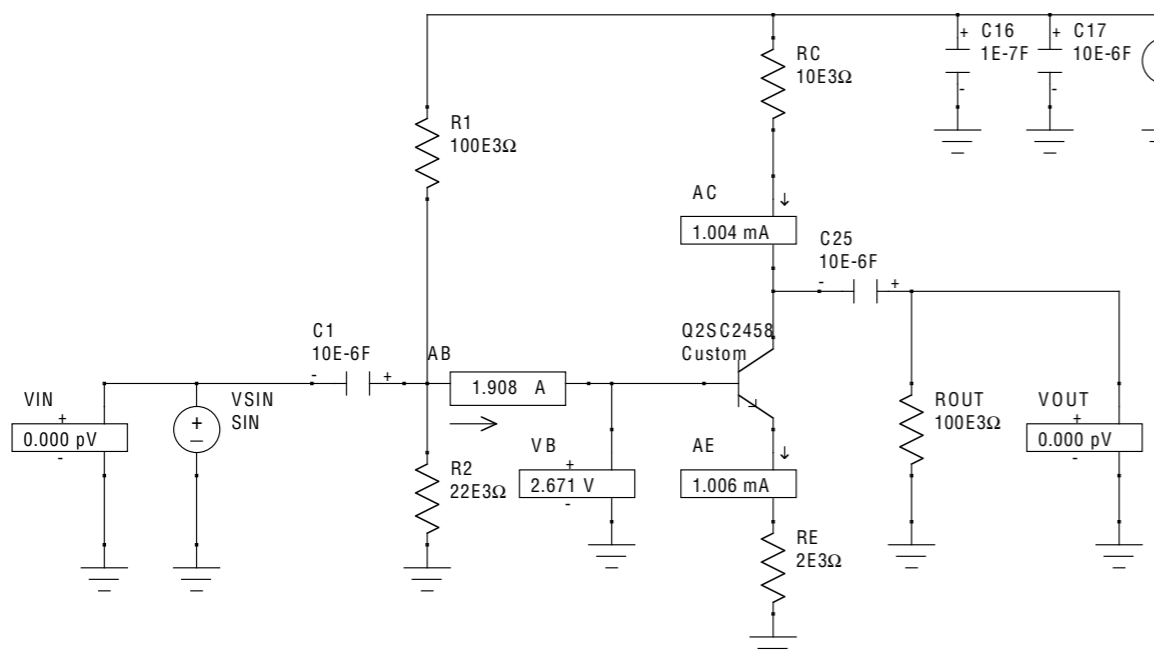 C16
1E-7F
C17
10E-6F
RC
10E3Ω
R1
100E3Ω
AC
1.004 mA
C25
10E-6F
Q2SC2458
Custom
C1
10E-6F
AB
1.908 A
VIN
0.000 pV
VSIN
SIN
ROUT
100E3Ω
VOUT
0.000 pV
R2
22E3Ω
VB
2.671 V
AE
1.006 mA
RE
2E3Ω